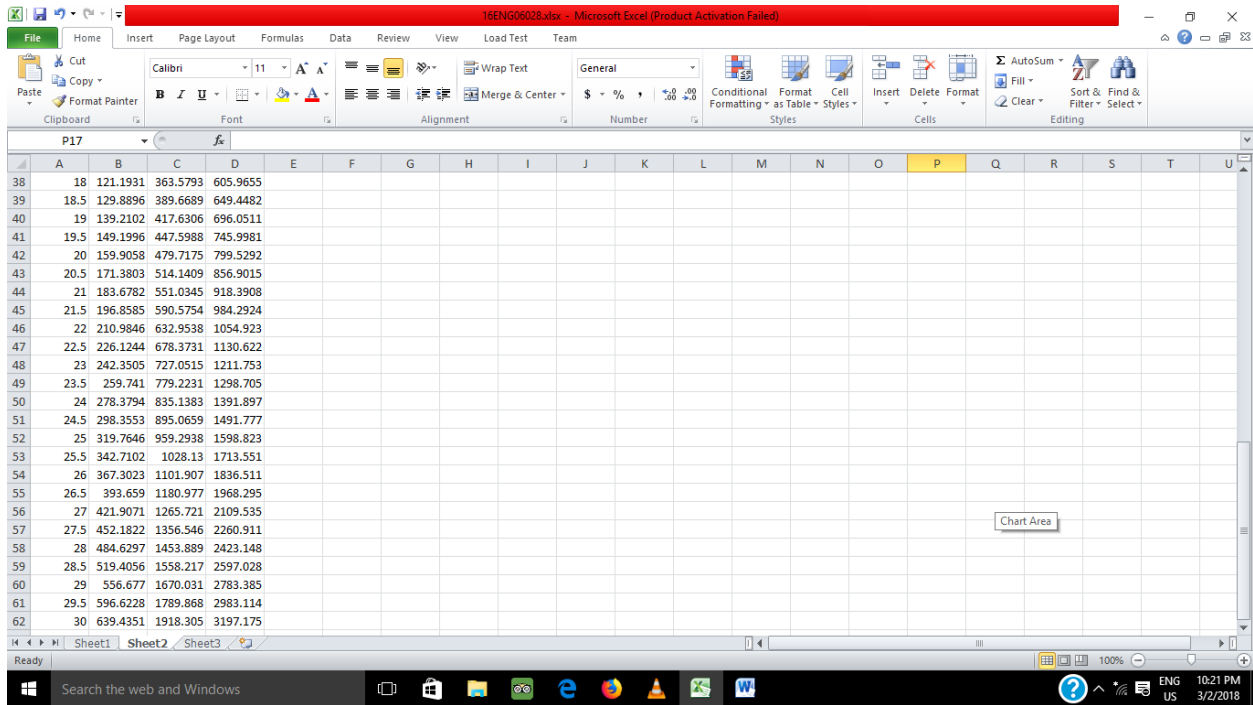 16ENG06028.xlsx - Microsoft Excel (Product Activation Failed)
File Home Insert Page Layout Formulas Data Review View Load Test Team
Cut
Copy
Format Painter
Paste
Clipboard
Calibri 11
B I U
Font
Wrap Text
Merge & Center
Alignment
General
$ % ,
Number
Conditional Formatting
Format as Table
Cell Styles
Styles
Insert Delete Format
Cells
Σ AutoSum
Fill
Clear
Sort & Filter
Find & Select
Editing
P17 fx
A B C D E F G H I J K L M N O P Q R S T U
38 18 121.1931 363.5793 605.9655
39 18.5 129.8896 389.6689 649.4482
40 19 139.2102 417.6306 696.0511
41 19.5 149.1996 447.5988 745.9981
42 20 159.9058 479.7175 799.5292
43 20.5 171.3803 514.1409 856.9015
44 21 183.6782 551.0345 918.3908
45 21.5 196.8585 590.5754 984.2924
46 22 210.9846 632.9538 1054.923
47 22.5 226.1244 678.3731 1130.622
48 23 242.3505 727.0515 1211.753
49 23.5 259.741 779.2231 1298.705
50 24 278.3794 835.1383 1391.897
51 24.5 298.3553 895.0659 1491.777
52 25 319.7646 959.2938 1598.823
53 25.5 342.7102 1028.13 1713.551
54 26 367.3023 1101.907 1836.511
55 26.5 393.659 1180.977 1968.295
56 27 421.9071 1265.721 2109.535
57 27.5 452.1822 1356.546 2260.911
58 28 484.6297 1453.889 2423.148
59 28.5 519.4056 1558.217 2597.028
60 29 556.677 1670.031 2783.385
61 29.5 596.6228 1789.868 2983.114
62 30 639.4351 1918.305 3197.175
Chart Area
Sheet1 Sheet2 Sheet3
Ready 100%
Search the web and Windows
ENG 10:21 PM
US 3/2/2018